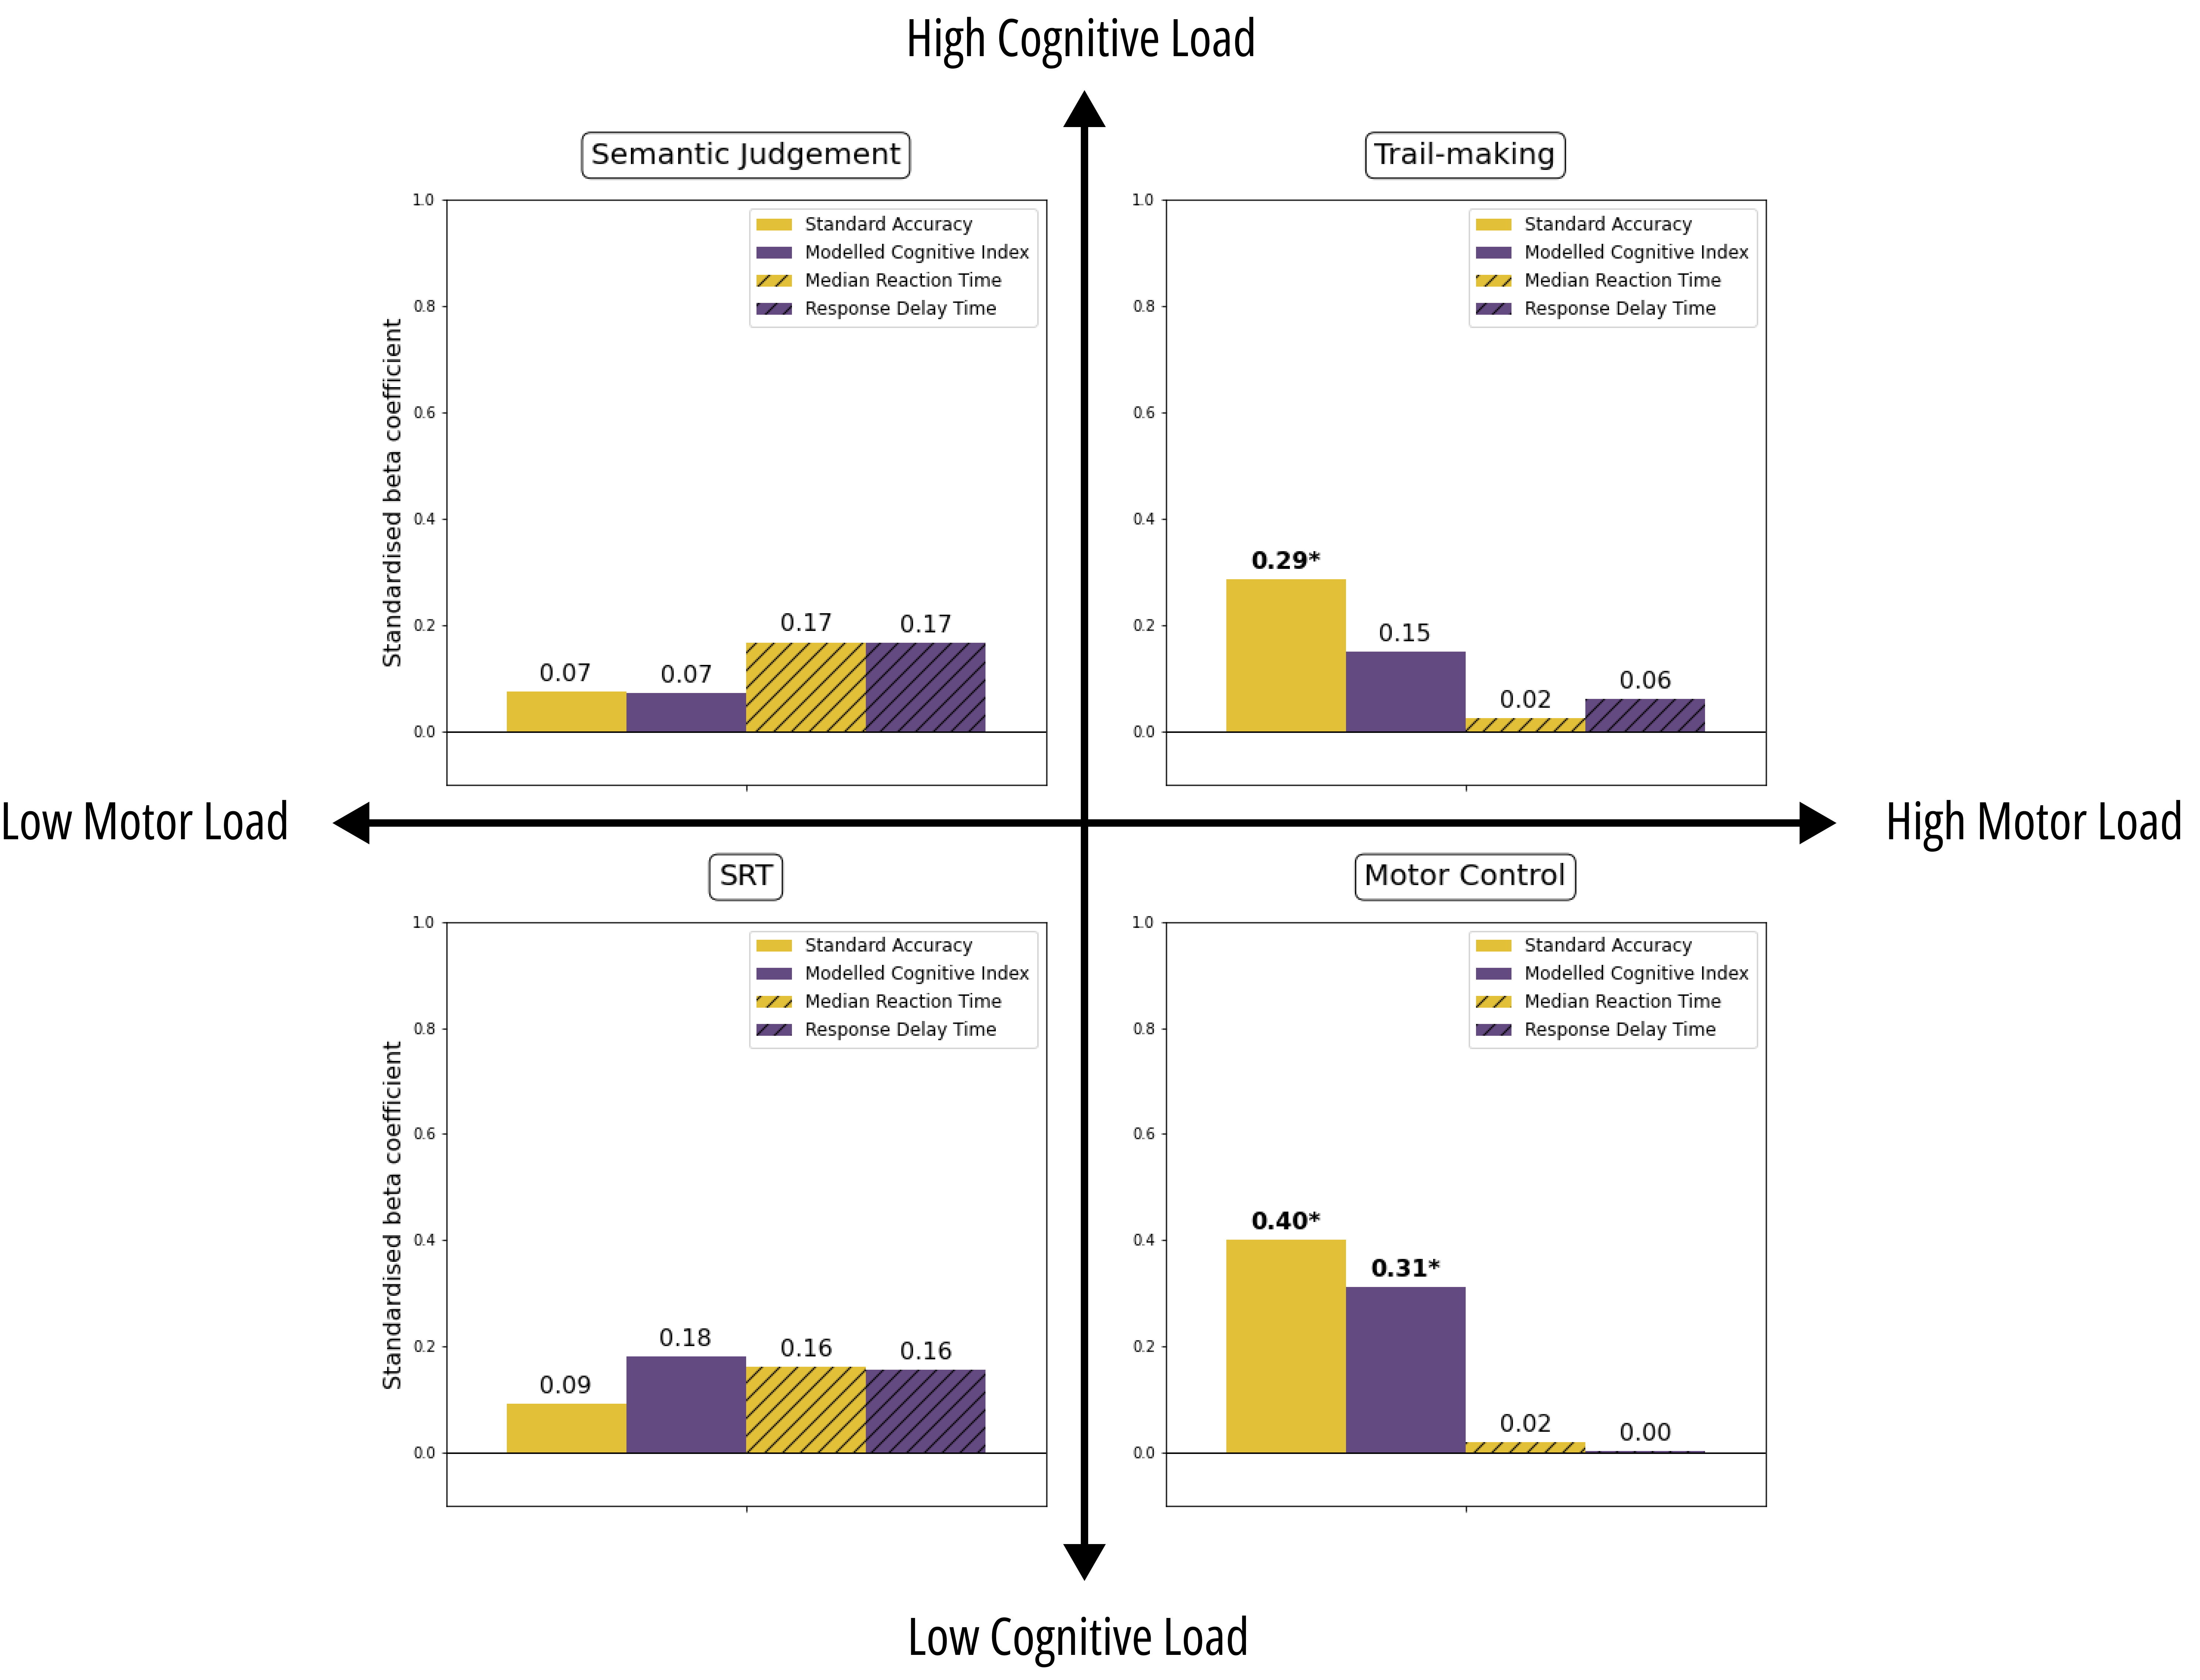 High Cognitive Load
Semantic Judgement
1.0
0.8
0.6
0.4
0.2
0.0
Standardised beta coefficient
Standard Accuracy
Modelled Cognitive Index
Median Reaction Time
Response Delay Time
0.07
0.07
0.17
0.17
Trail-making
1.0
0.8
0.6
0.4
0.2
0.0
Standard Accuracy
Modelled Cognitive Index
Median Reaction Time
Response Delay Time
0.29*
0.15
0.02
0.06
Low Motor Load
High Motor Load
SRT
1.0
0.8
0.6
0.4
0.2
0.0
Standardised beta coefficient
Standard Accuracy
Modelled Cognitive Index
Median Reaction Time
Response Delay Time
0.09
0.18
0.16
0.16
Motor Control
1.0
0.8
0.6
0.4
0.2
0.0
Standard Accuracy
Modelled Cognitive Index
Median Reaction Time
Response Delay Time
0.40*
0.31*
0.02
0.00
Low Cognitive Load